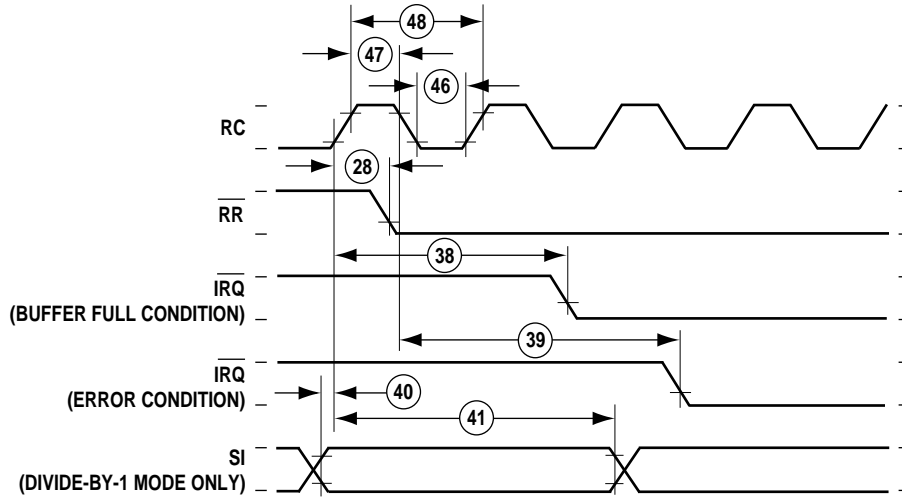 48
47
46
RC
28
RR
38
IRQ
(BUFFER FULL CONDITION)
39
IRQ
(ERROR CONDITION)
40
41
SI
(DIVIDE-BY-1 MODE ONLY)